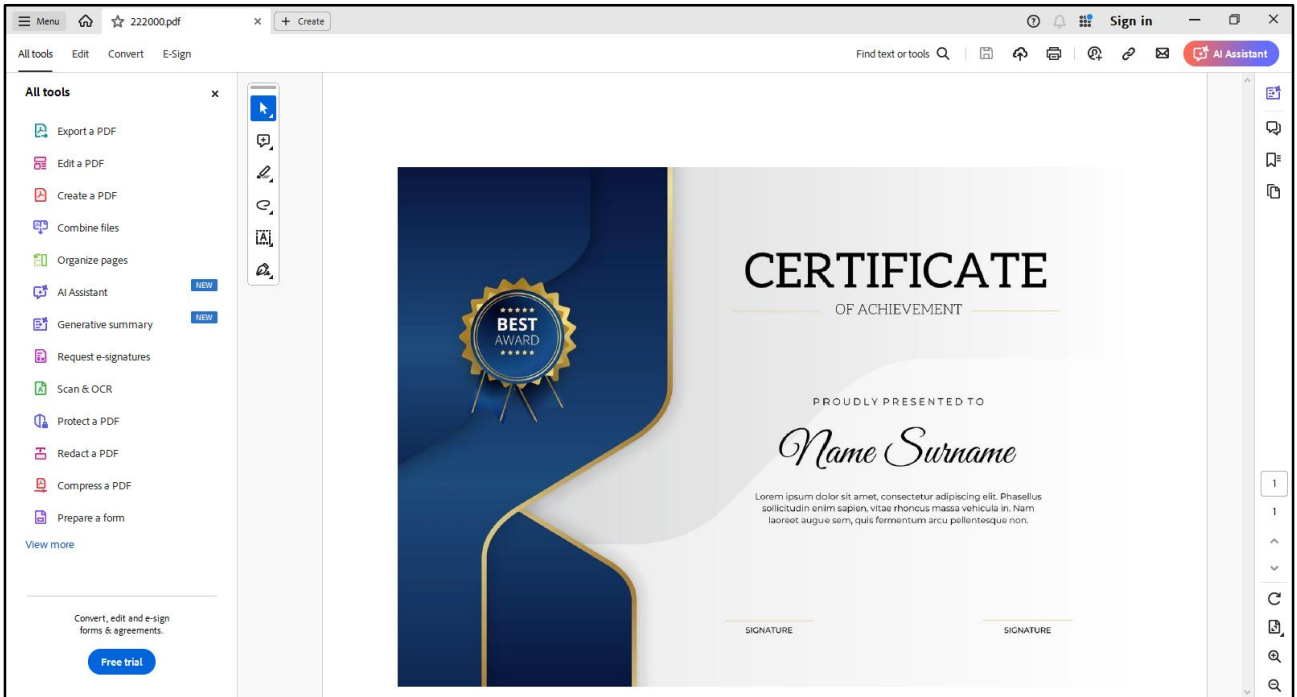 Menu 222000.pdf + Create Sign in
All tools Edit Convert E-Sign Find text or tools AI Assistant
All tools
Export a PDF
Edit a PDF
Create a PDF
Combine files
Organize pages
AI Assistant NEW
Generative summary NEW
Request e-signatures
Scan & OCR
Protect a PDF
Redact a PDF
Compress a PDF
Prepare a form
View more
Convert, edit and e-sign
forms & agreements.
Free trial
BEST
AWARD
CERTIFICATE
OF ACHIEVEMENT
PROUDLY PRESENTED TO
Name Surname
Lorem ipsum dolor sit amet, consectetur adipiscing elit. Phasellus
sollicitudin enim sapien, vitae rhoncus massa vehicula in. Nam
laoreet augue sem, quis fermentum arcu pellentesque non.
SIGNATURE SIGNATURE
1
1